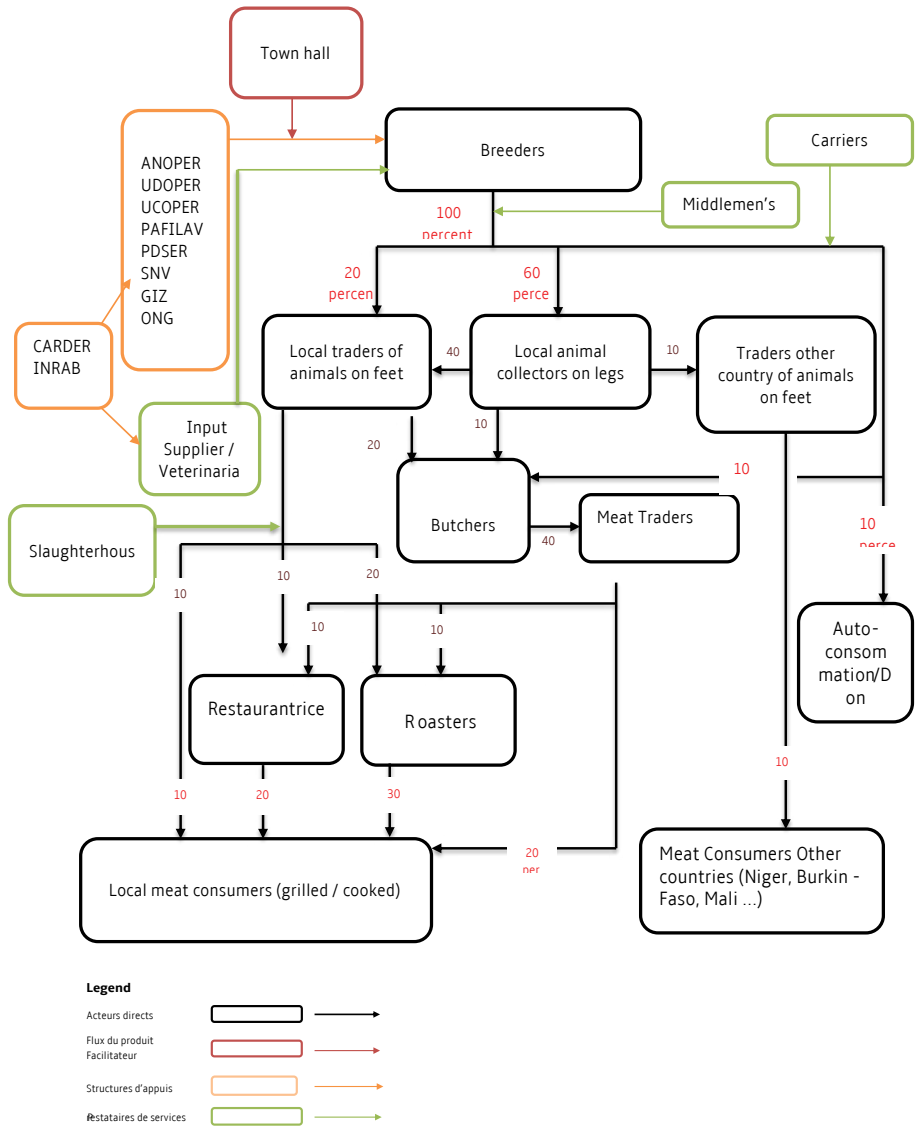 Town hall
Breeders
Carriers
ANOPER
UDOPER
UCOPER
PAFILAV
PDSER
SNV
GIZ
ONG
Middlemen's
100
percent
20
percen
60
perce
CARDER
INRAB
Local traders of
animals on feet
40
Local animal
collectors on legs
10
Traders other
country of animals
on feet
Input
Supplier /
Veterinaria
20
10
10
Butchers
40
Meat Traders
Slaughterhous
10
perce
10
10
20
10
10
Auto-
consom
mation/D
on
Restaurantrice
Roasters
10
10
20
30
20
per
Local meat consumers (grilled / cooked)
Meat Consumers Other
countries (Niger, Burkin -
Faso, Mali ...)
Legend
Acteurs directs
Flux du produit
Facilitateur
Structures d'appuis
Prestataires de services